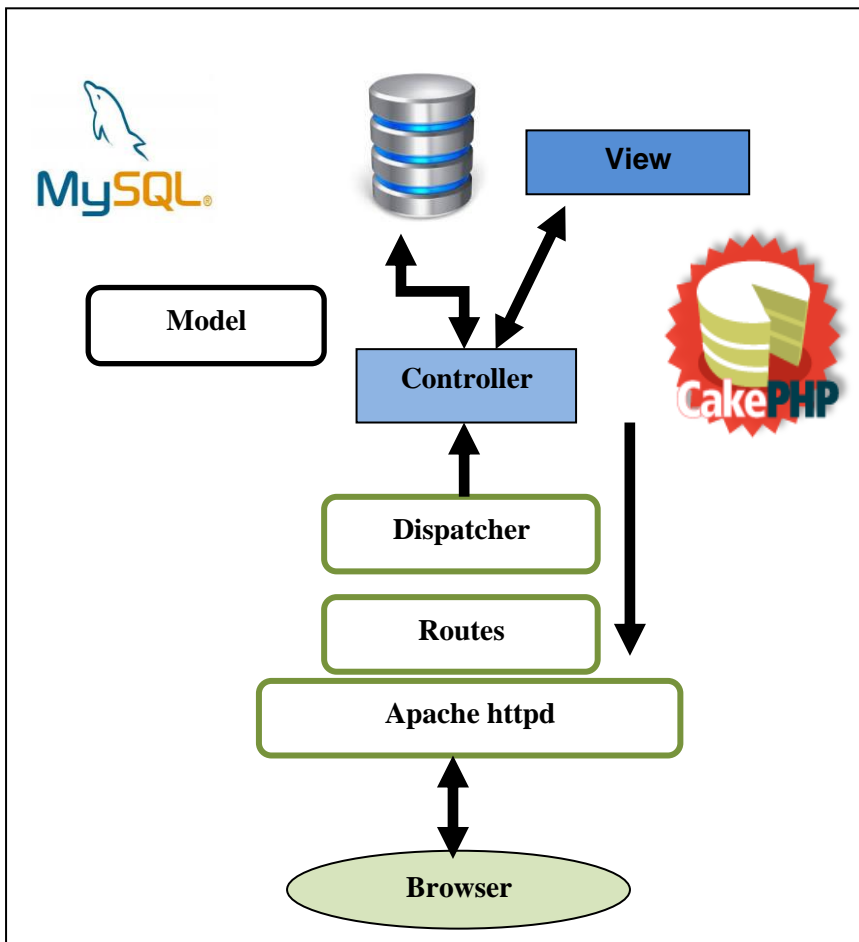 MySQL®
View
Model
Controller
CakePHP
Dispatcher
Routes
Apache httpd
Browser